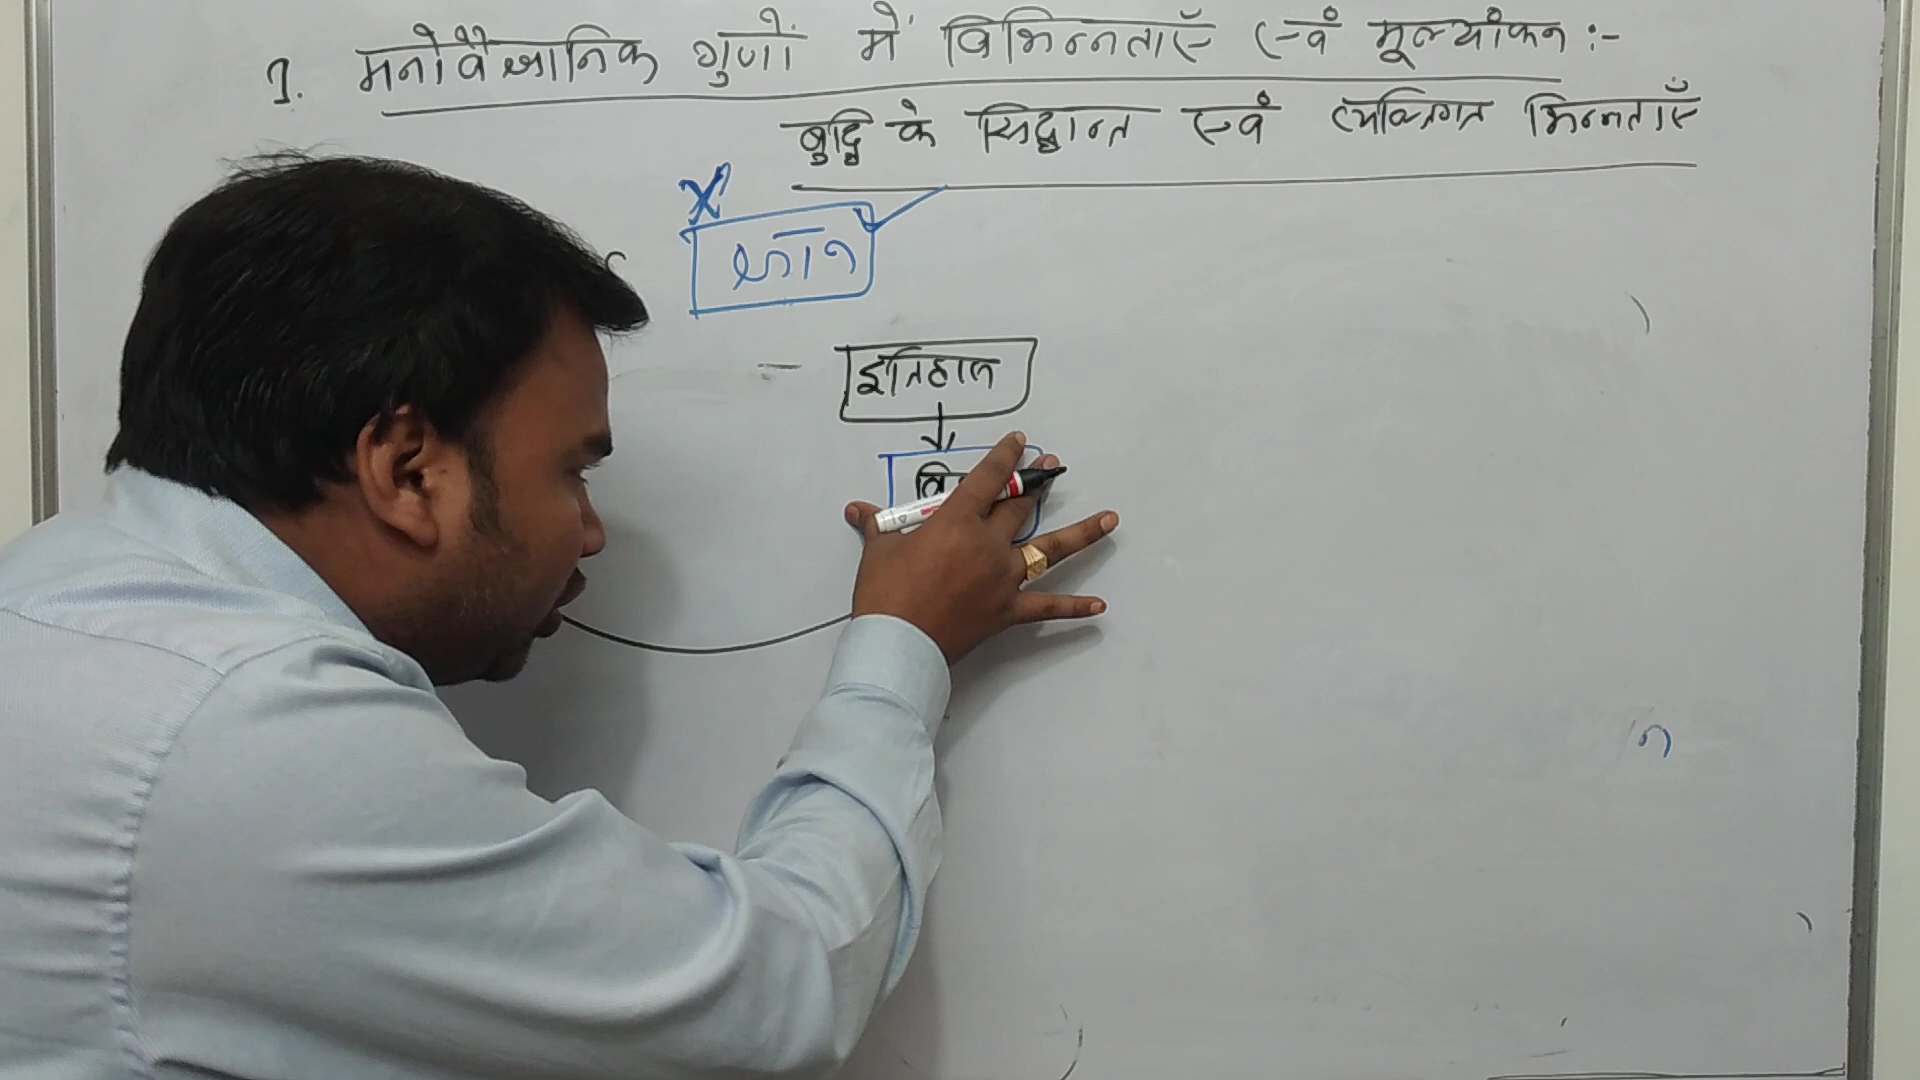 1. मनोवैज्ञानिक गुणों में विभिन्नताएँ एवं मूल्यांकन :-
बुद्धि के सिद्धान्त एवं व्यक्तिगत भिन्नताएँ
X
ज्ञान
इतिहास
वि